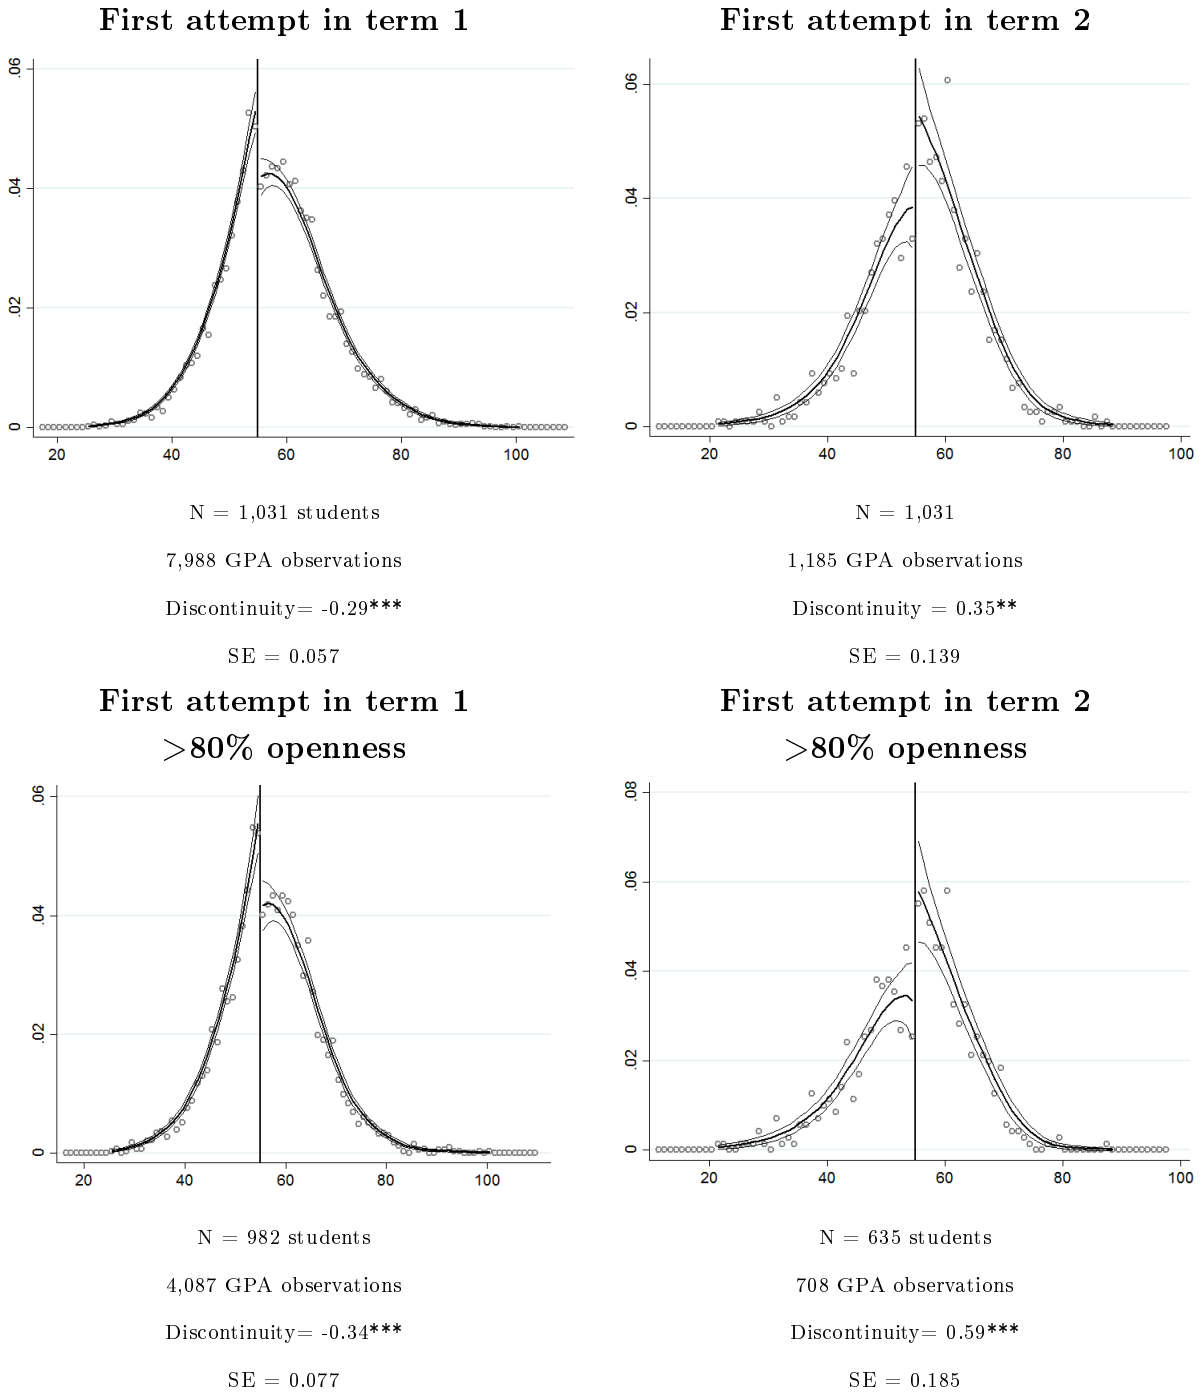 First attempt in term 1
First attempt in term 2
.06
.04
.02
0
20 40 60 80 100
.06
.04
.02
0
20 40 60 80 100
N = 1,031 students
7,988 GPA observations
Discontinuity= -0.29***
SE = 0.057
N = 1,031
1,185 GPA observations
Discontinuity = 0.35**
SE = 0.139
First attempt in term 1
>80% openness
First attempt in term 2
>80% openness
.06
.04
.02
0
20 40 60 80 100
.08
.06
.04
.02
0
20 40 60 80 100
N = 982 students
4,087 GPA observations
Discontinuity= -0.34***
SE = 0.077
N = 635 students
708 GPA observations
Discontinuity= 0.59***
SE = 0.185